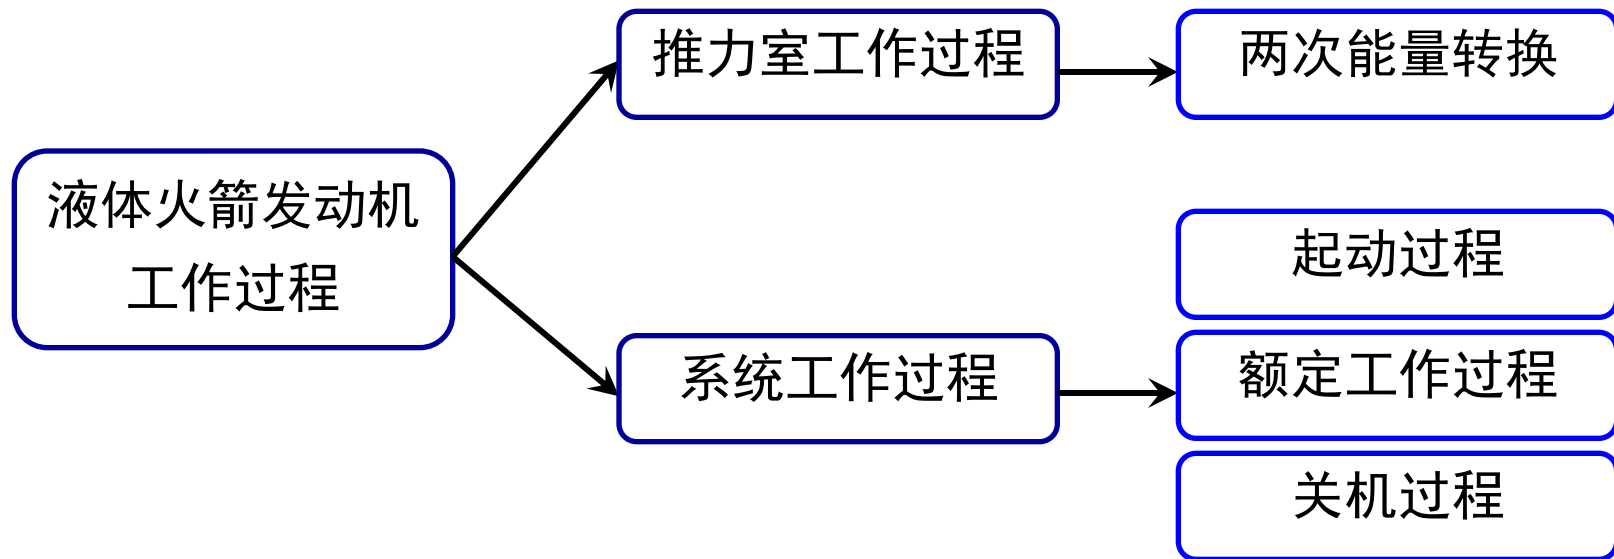 推力室工作过程
两次能量转换
液体火箭发动机
工作过程
起动过程
系统工作过程
额定工作过程
关机过程